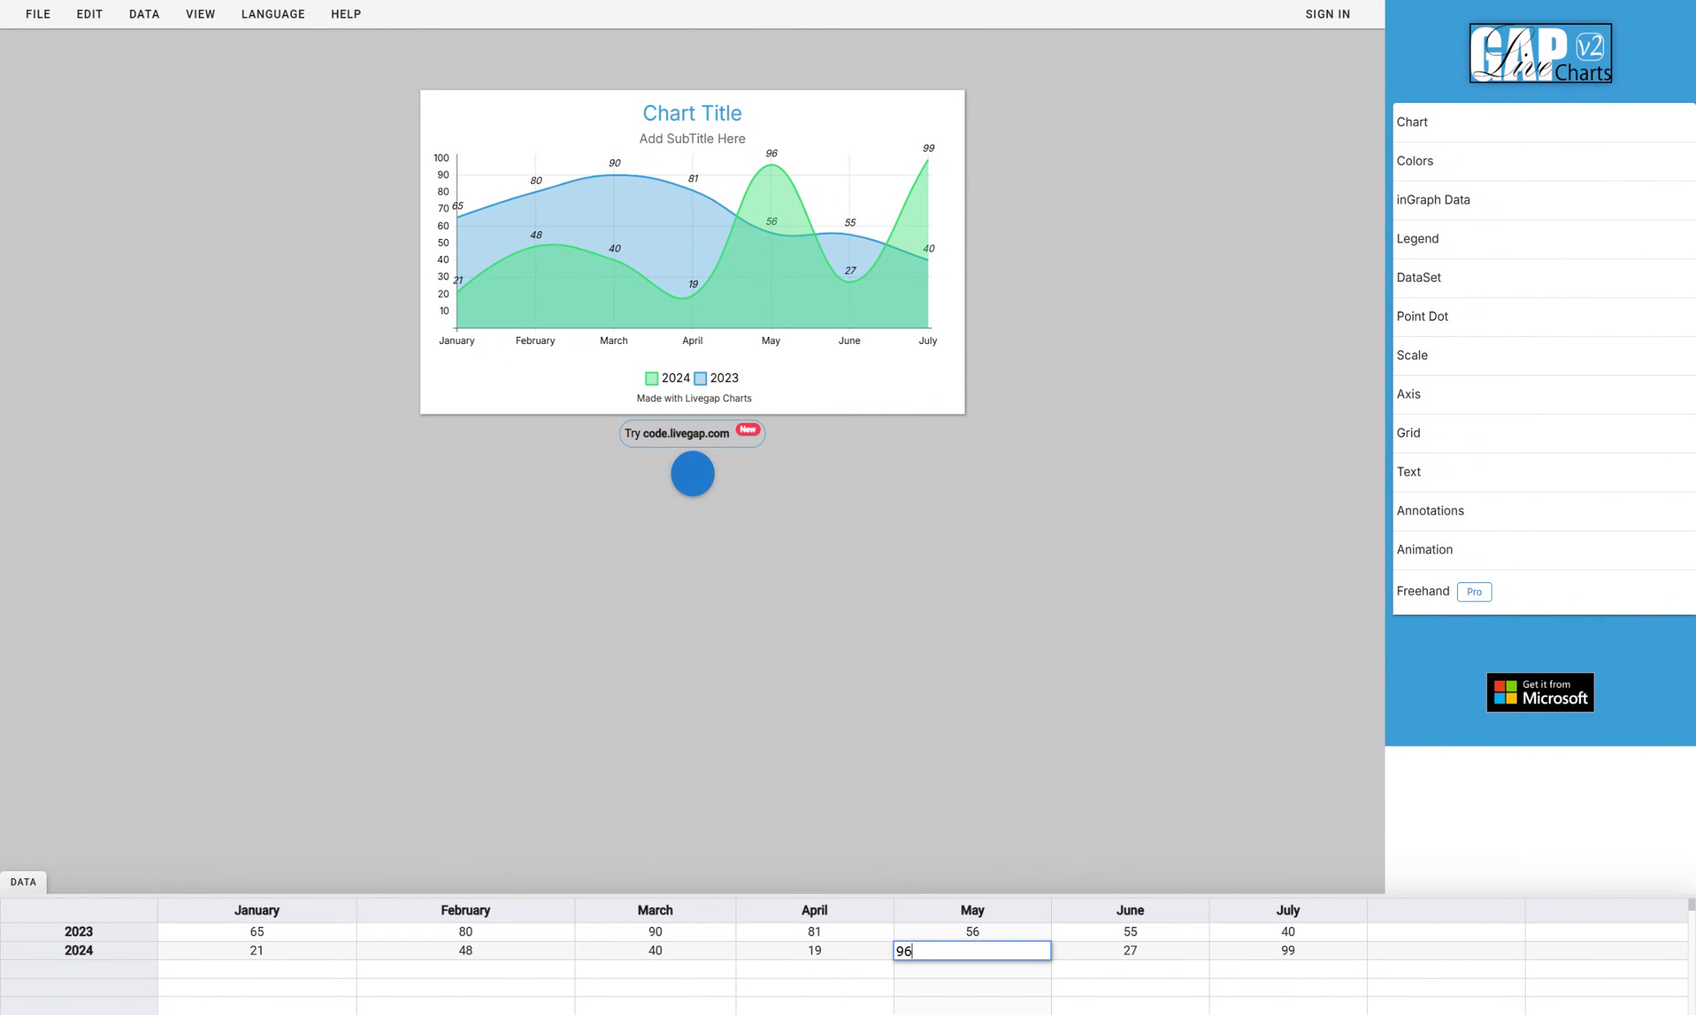 FILE EDIT DATA VIEW LANGUAGE HELP SIGN IN
GAP Live Charts v2
Chart
Colors
inGraph Data
Legend
DataSet
Point Dot
Scale
Axis
Grid
Text
Annotations
Animation
Freehand Pro
Get it from
Microsoft
Chart Title
Add SubTitle Here
100
90
80
70
60
50
40
30
20
10
65 80 90 81 56 55 40
21 48 40 19 96 27 99
January February March April May June July
2024 2023
Made with Livegap Charts
Try code.livegap.com New
DATA
January February March April May June July
2023 65 80 90 81 56 55 40
2024 21 48 40 19 96 27 99